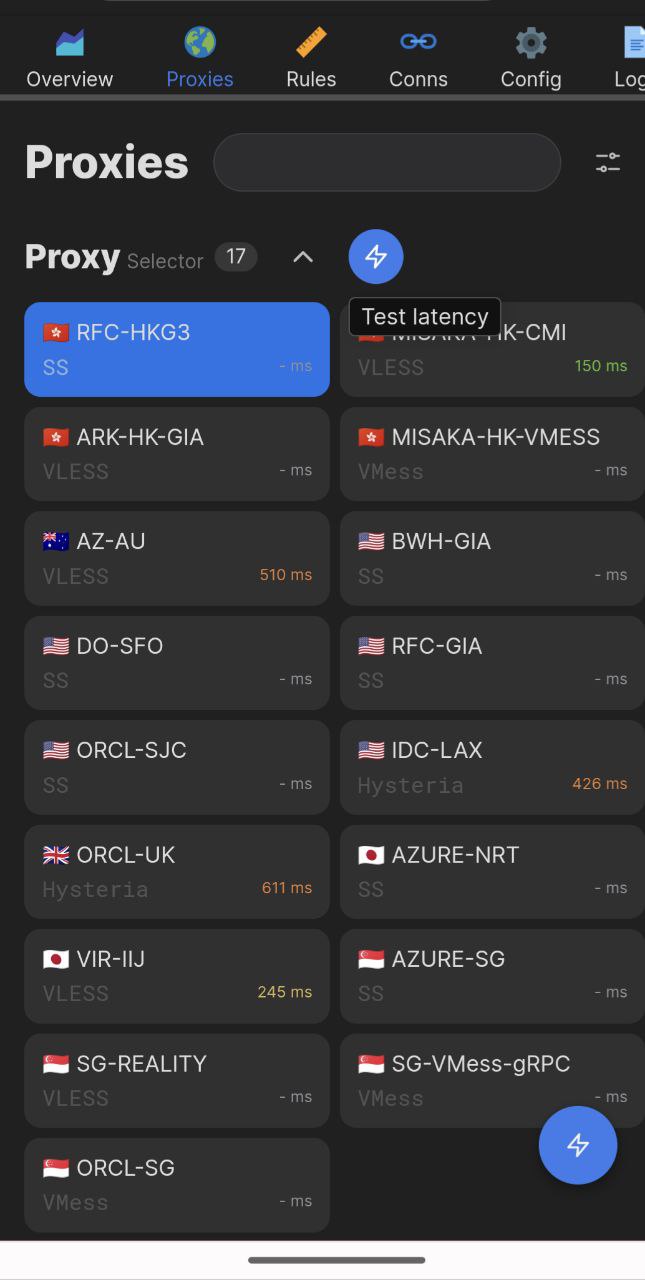 Overview Proxies Rules Conns Config Log
Proxies
Proxy Selector 17
Test latency
RFC-HKG3
SS - ms
MISAKA-HK-CMI
VLESS 150 ms
ARK-HK-GIA
VLESS - ms
MISAKA-HK-VMESS
VMess - ms
AZ-AU
VLESS 510 ms
BWH-GIA
SS - ms
DO-SFO
SS - ms
RFC-GIA
SS - ms
ORCL-SJC
SS - ms
IDC-LAX
Hysteria 426 ms
ORCL-UK
Hysteria 611 ms
AZURE-NRT
SS - ms
VIR-IIJ
VLESS 245 ms
AZURE-SG
SS - ms
SG-REALITY
VLESS - ms
SG-VMess-gRPC
VMess - ms
ORCL-SG
VMess - ms